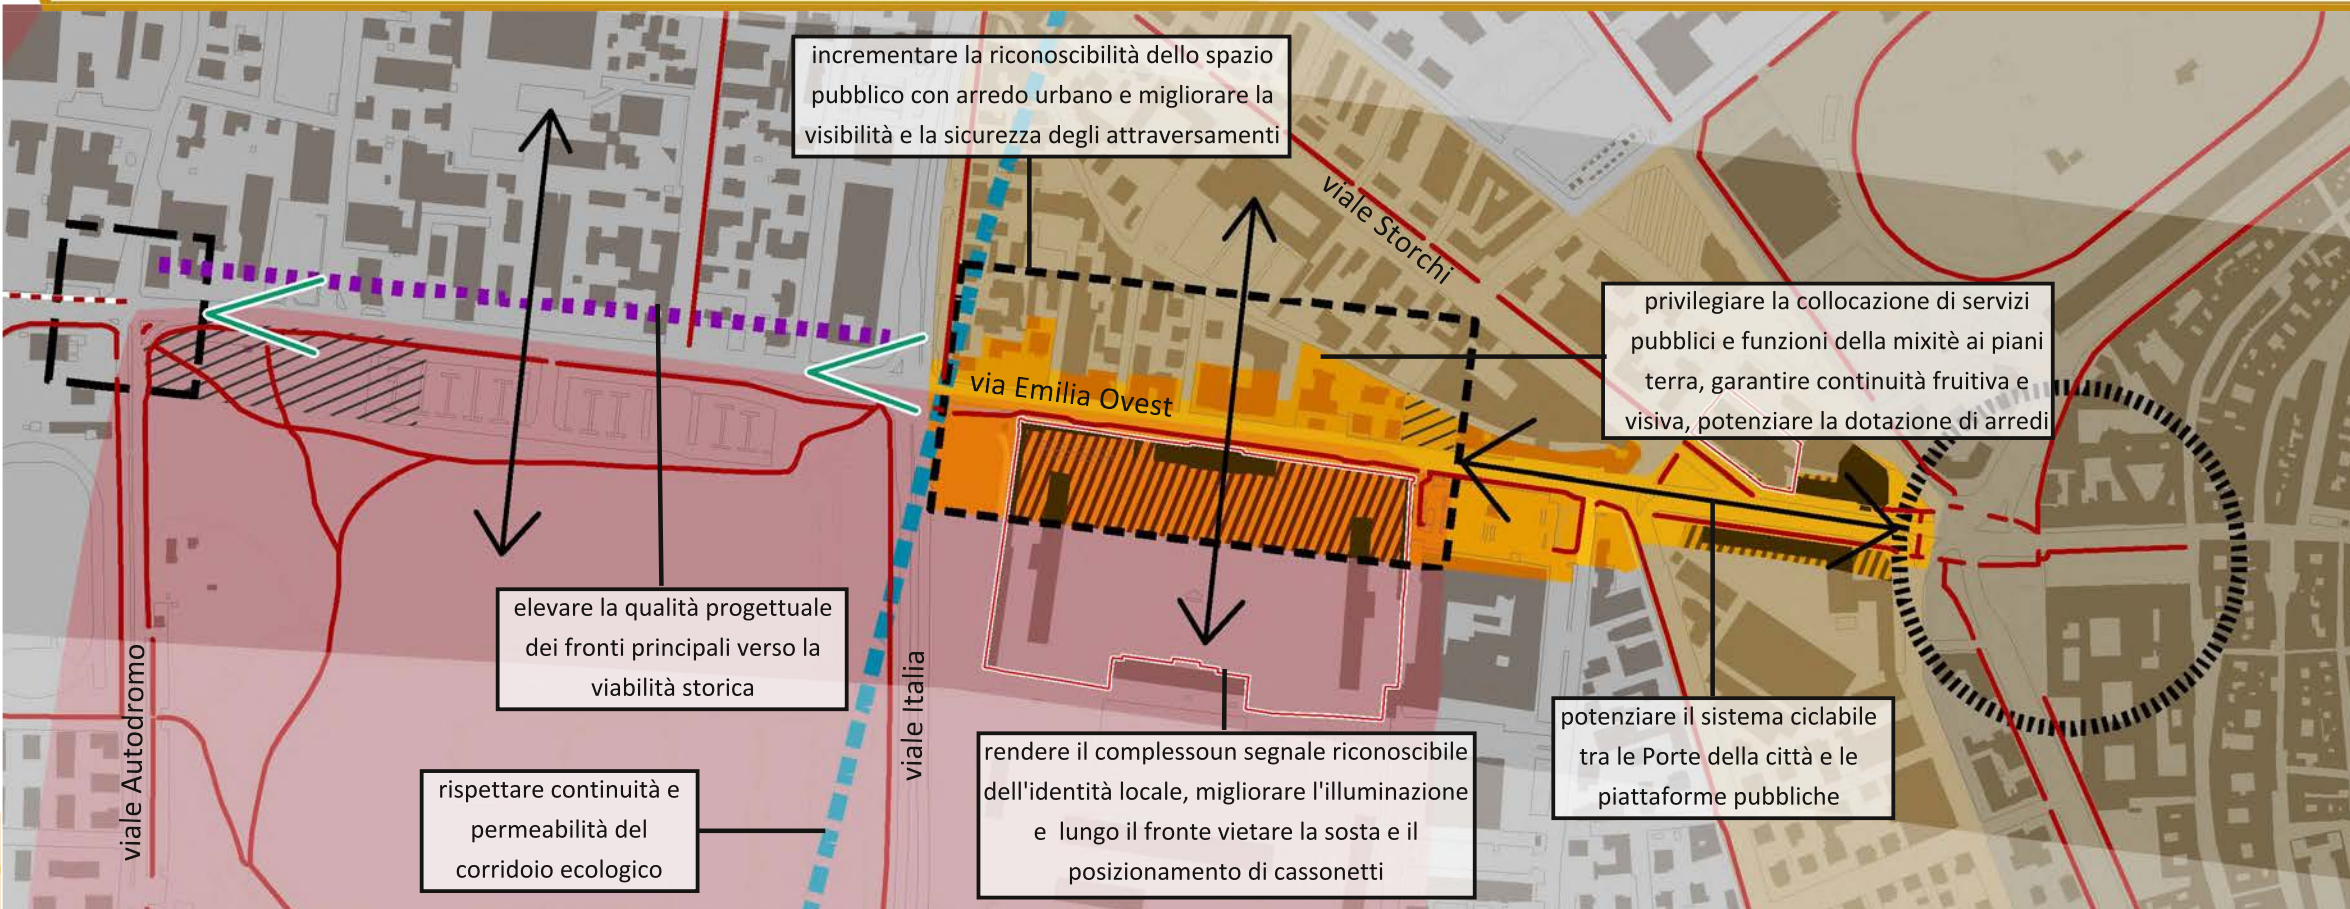 incrementare la riconoscibilità dello spazio
pubblico con arredo urbano e migliorare la
visibilità e la sicurezza degli attraversamenti
viale Storchi
privilegiare la collocazione di servizi
pubblici e funzioni della mixitè ai piani
terra, garantire continuità fruitiva e
visiva, potenziare la dotazione di arredi
via Emilia Ovest
elevare la qualità progettuale
dei fronti principali verso la
viabilità storica
viale Autodromo
viale Italia
rispettare continuità e
permeabilità del
corridoio ecologico
rendere il complessoun segnale riconoscibile
dell'identità locale, migliorare l'illuminazione
e lungo il fronte vietare la sosta e il
posizionamento di cassonetti
potenziare il sistema ciclabile
tra le Porte della città e le
piattaforme pubbliche